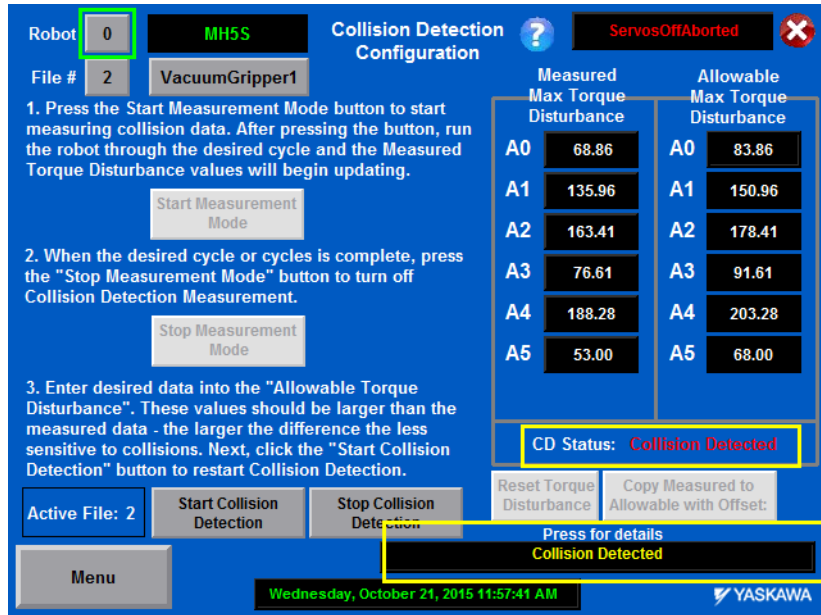 Robot 0 MH5S
Collision Detection
Configuration
? ServosOffAborted
File # 2 VacuumGripper1
1. Press the Start Measurement Mode button to start
measuring collision data. After pressing the button, run
the robot through the desired cycle and the Measured
Torque Disturbance values will begin updating.
Start Measurement
Mode
2. When the desired cycle or cycles is complete, press
the "Stop Measurement Mode" button to turn off
Collision Detection Measurement.
Stop Measurement
Mode
3. Enter desired data into the "Allowable Torque
Disturbance". These values should be larger than the
measured data - the larger the difference the less
sensitive to collisions. Next, click the "Start Collision
Detection" button to restart Collision Detection.
Active File: 2
Start Collision
Detection
Stop Collision
Detection
Measured
Max Torque
Disturbance
Allowable
Max Torque
Disturbance
A0 68.86 A0 83.86
A1 135.96 A1 150.96
A2 163.41 A2 178.41
A3 76.61 A3 91.61
A4 188.28 A4 203.28
A5 53.00 A5 68.00
CD Status: Collision Detected
Reset Torque
Disturbance
Copy Measured to
Allowable with Offset:
Press for details
Collision Detected
Menu
Wednesday, October 21, 2015 11:57:41 AM
YASKAWA